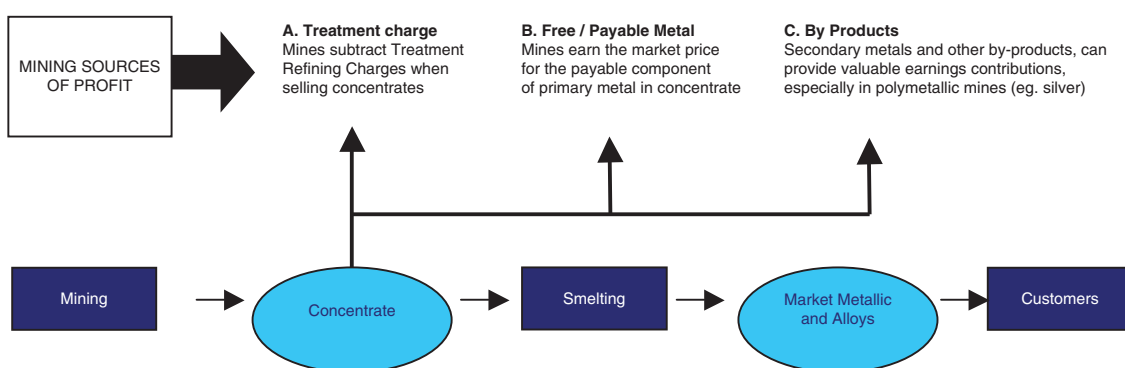 MINING SOURCES
OF PROFIT
A. Treatment charge
Mines subtract Treatment
Refining Charges when
selling concentrates
B. Free / Payable Metal
Mines earn the market price
for the payable component
of primary metal in concentrate
C. By Products
Secondary metals and other by-products, can
provide valuable earnings contributions,
especially in polymetallic mines (eg. silver)
Mining
Concentrate
Smelting
Market Metallic
and Alloys
Customers